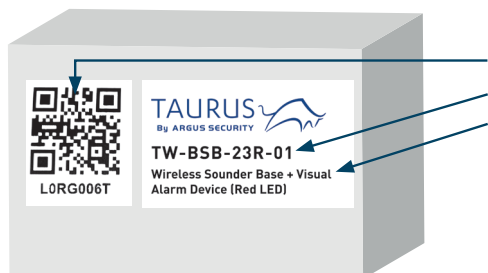 L0RG006T
TAURUS
By ARGUS SECURITY
TW-BSB-23R-01
Wireless Sounder Base + Visual
Alarm Device (Red LED)